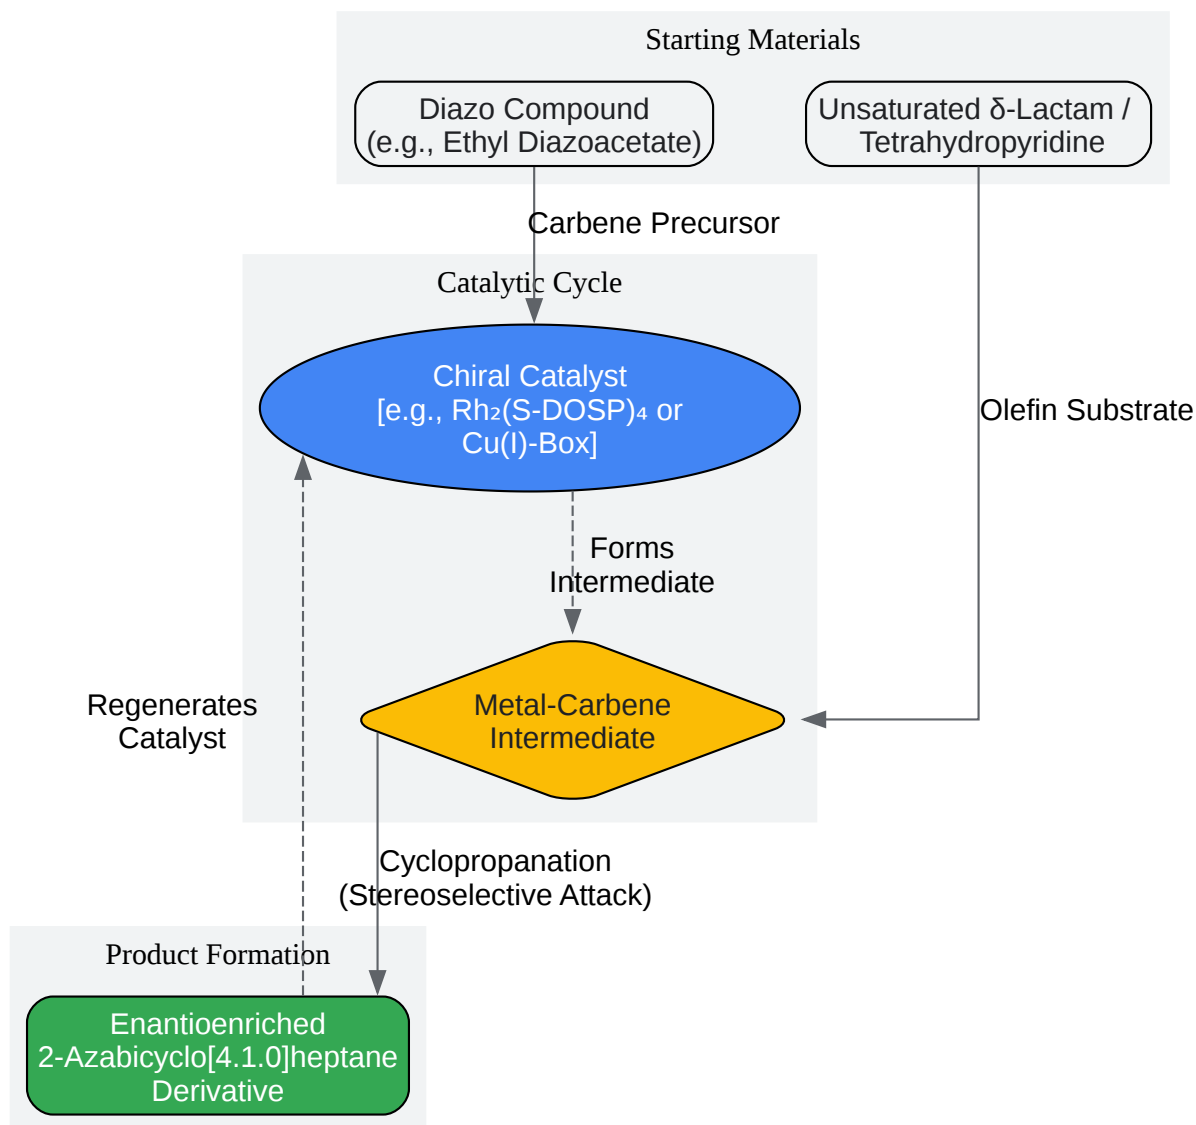 Starting Materials
Diazo Compound
(e.g., Ethyl Diazoacetate)
Unsaturated δ-Lactam /
Tetrahydropyridine
Carbene Precursor
Catalytic Cycle
Chiral Catalyst
[e.g., Rh₂(S-DOSP)₄ or
Cu(I)-Box]
Olefin Substrate
Forms
Intermediate
Metal-Carbene
Intermediate
Regenerates
Catalyst
Cyclopropanation
(Stereoselective Attack)
Product Formation
Enantioenriched
2-Azabicyclo[4.1.0]heptane
Derivative